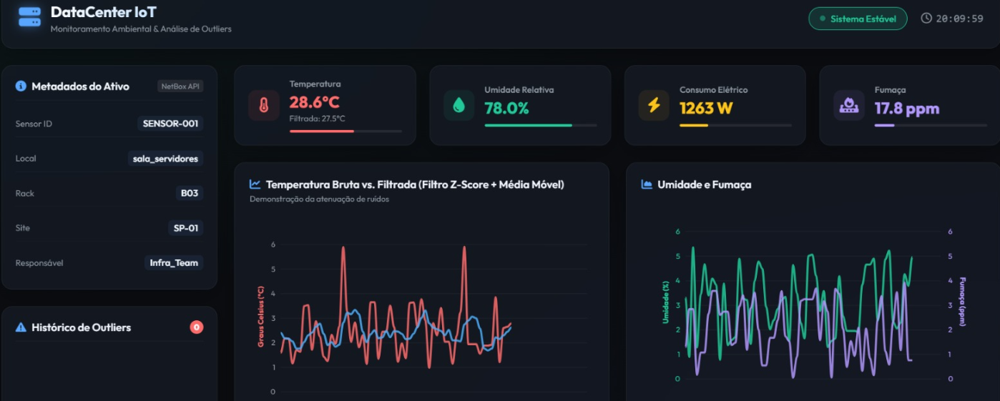 DataCenter IoT
Monitoramento Ambiental & Análise de Outliers
Sistema Estável
20:09:59
Metadados do Ativo
NetBox API
Sensor ID
SENSOR-001
Local
sala_servidores
Rack
B03
Site
SP-01
Responsável
Infra_Team
Histórico de Outliers
0
Temperatura
28.6°C
Filtrada: 27.5°C
Umidade Relativa
78.0%
Consumo Elétrico
1263 W
Fumaça
17.8 ppm
Temperatura Bruta vs. Filtrada (Filtro Z-Score + Média Móvel)
Demonstração da atenuação de ruídos
Graus Celsius (°C)
6
5
4
3
2
1
0
Umidade e Fumaça
Umidade (%)
6
5
4
3
2
1
0
6
5
4
3
2
1
0
Fumaça (ppm)